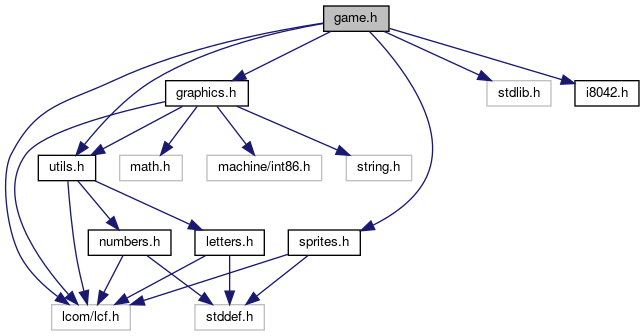 game.h
graphics.h
stdlib.h
i8042.h
utils.h
math.h
machine/int86.h
string.h
numbers.h
letters.h
sprites.h
lcom/lcf.h
stddef.h